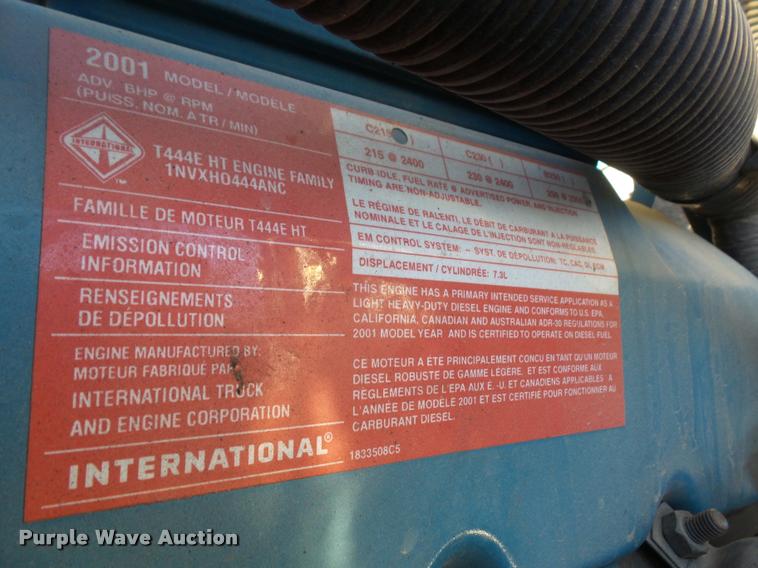 2001 MODEL / MODÈLE
ADV. BHP @ RPM
(PUISS. NOM. A TR / MIN)
C215 ( )
C230 ( )
215 @ 2400
230 @ 2400
CURB IDLE, FUEL RATE @ ADVERTISED POWER AND INJECTION
TIMING ARE NON-ADJUSTABLE.
LE RÉGIME DE RALENTI, LE DÉBIT DE CARBURANT A LA PUISSANCE
NOMINALE ET LE CALAGE DE L'INJECTION SONT NON-REGLABLES.
EM CONTROL SYSTEM: - SYST. DE DÉPOLLUTION: TC, CAC, DI,
DISPLACEMENT / CYLINDRÉE: 7.3L
INTERNATIONAL
TM
T444E HT ENGINE FAMILY
1NVXH0444ANC
FAMILLE DE MOTEUR T444E HT
EMISSION CONTROL
INFORMATION
RENSEIGNEMENTS
DE DÉPOLLUTION
ENGINE MANUFACTURED BY:
MOTEUR FABRIQUÉ PAR
INTERNATIONAL TRUCK
AND ENGINE CORPORATION
INTERNATIONAL®
THIS ENGINE HAS A PRIMARY INTENDED SERVICE APPLICATION AS A
LIGHT HEAVY-DUTY DIESEL ENGINE AND CONFORMS TO U.S. EPA,
CALIFORNIA, CANADIAN AND AUSTRALIAN ADR-30 REGULATIONS FOR
2001 MODEL YEAR AND IS CERTIFIED TO OPERATE ON DIESEL FUEL.
CE MOTEUR A ÉTÉ PRINCIPALEMENT CONCU EN TANT QU UN MOTEUR
DIESEL ROBUSTE DE GAMME LÉGÈRE. ET EST CONFORME AUX
RÈGLEMENTS DE L'EPA AUX É.-U. ET CANADIENS APPLICABLES A
L'ANNÉE DE MODÈLE 2001 ET EST CERTIFIÉ POUR FONCTIONNER AU
CARBURANT DIESEL.
1833508C5
Purple Wave Auction